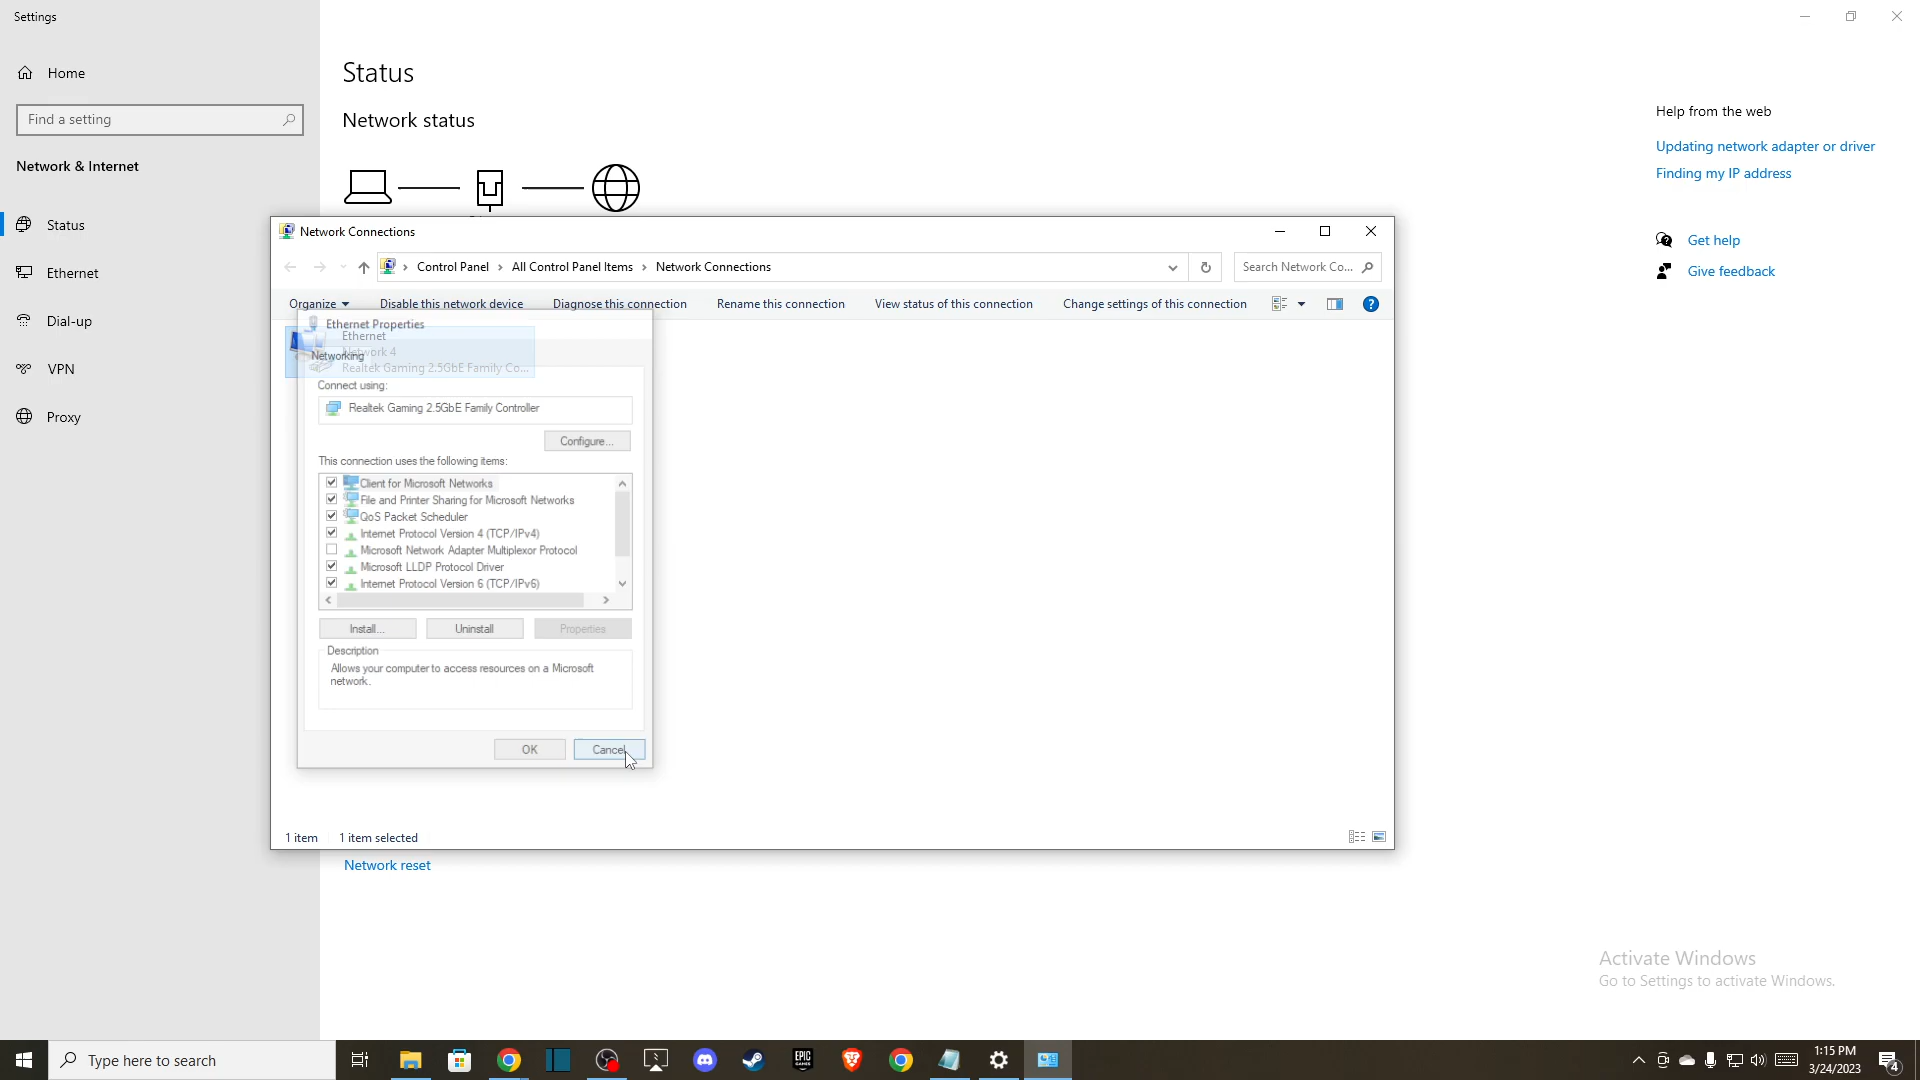 Settings
Home
Find a setting
Network & Internet
Status
Ethernet
Dial-up
VPN
Proxy
Status
Network status
Help from the web
Updating network adapter or driver
Finding my IP address
Get help
Give feedback
Network Connections
Control Panel > All Control Panel Items > Network Connections
Search Network Co...
Organize
Disable this network device
Diagnose this connection
Rename this connection
View status of this connection
Change settings of this connection
Ethernet Properties
Ethernet
Network 4
Realtek Gaming 2.5GbE Family Co...
Networking
Connect using:
Realtek Gaming 2.5GbE Family Controller
Configure...
This connection uses the following items:
Client for Microsoft Networks
File and Printer Sharing for Microsoft Networks
QoS Packet Scheduler
Internet Protocol Version 4 (TCP/IPv4)
Microsoft Network Adapter Multiplexor Protocol
Microsoft LLDP Protocol Driver
Internet Protocol Version 6 (TCP/IPv6)
Install...
Uninstall
Properties
Description
Allows your computer to access resources on a Microsoft
network.
OK
Cancel
1 item
1 item selected
Network reset
Activate Windows
Go to Settings to activate Windows.
Type here to search
EPIC
GAMES
1:15 PM
3/24/2023
4